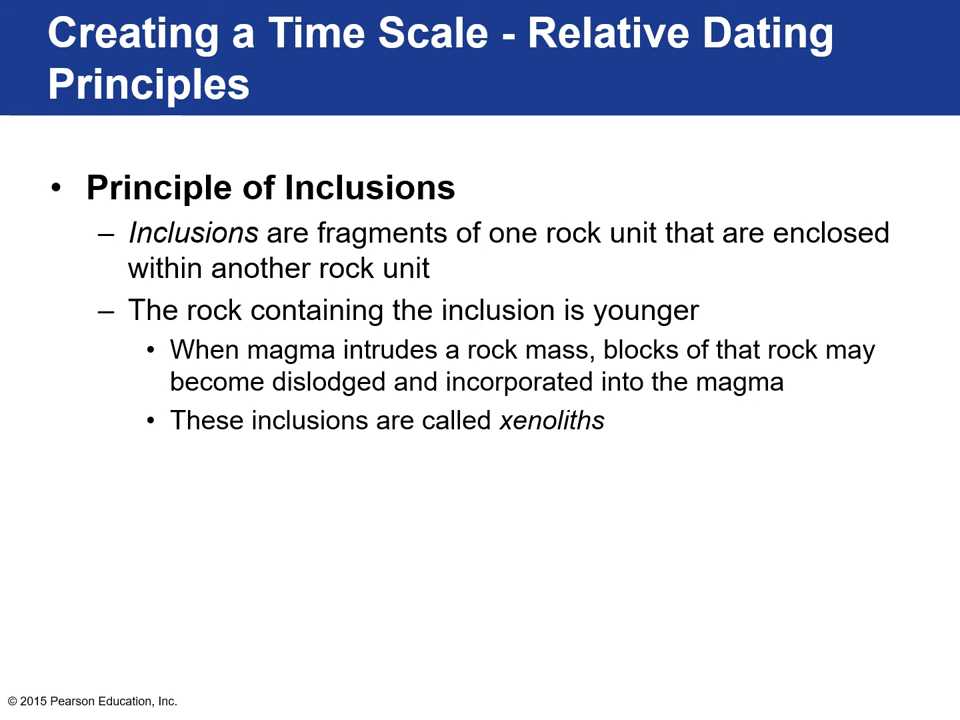 Creating a Time Scale - Relative Dating
Principles
• Principle of Inclusions
– Inclusions are fragments of one rock unit that are enclosed
within another rock unit
– The rock containing the inclusion is younger
• When magma intrudes a rock mass, blocks of that rock may
become dislodged and incorporated into the magma
• These inclusions are called xenoliths
© 2015 Pearson Education, Inc.